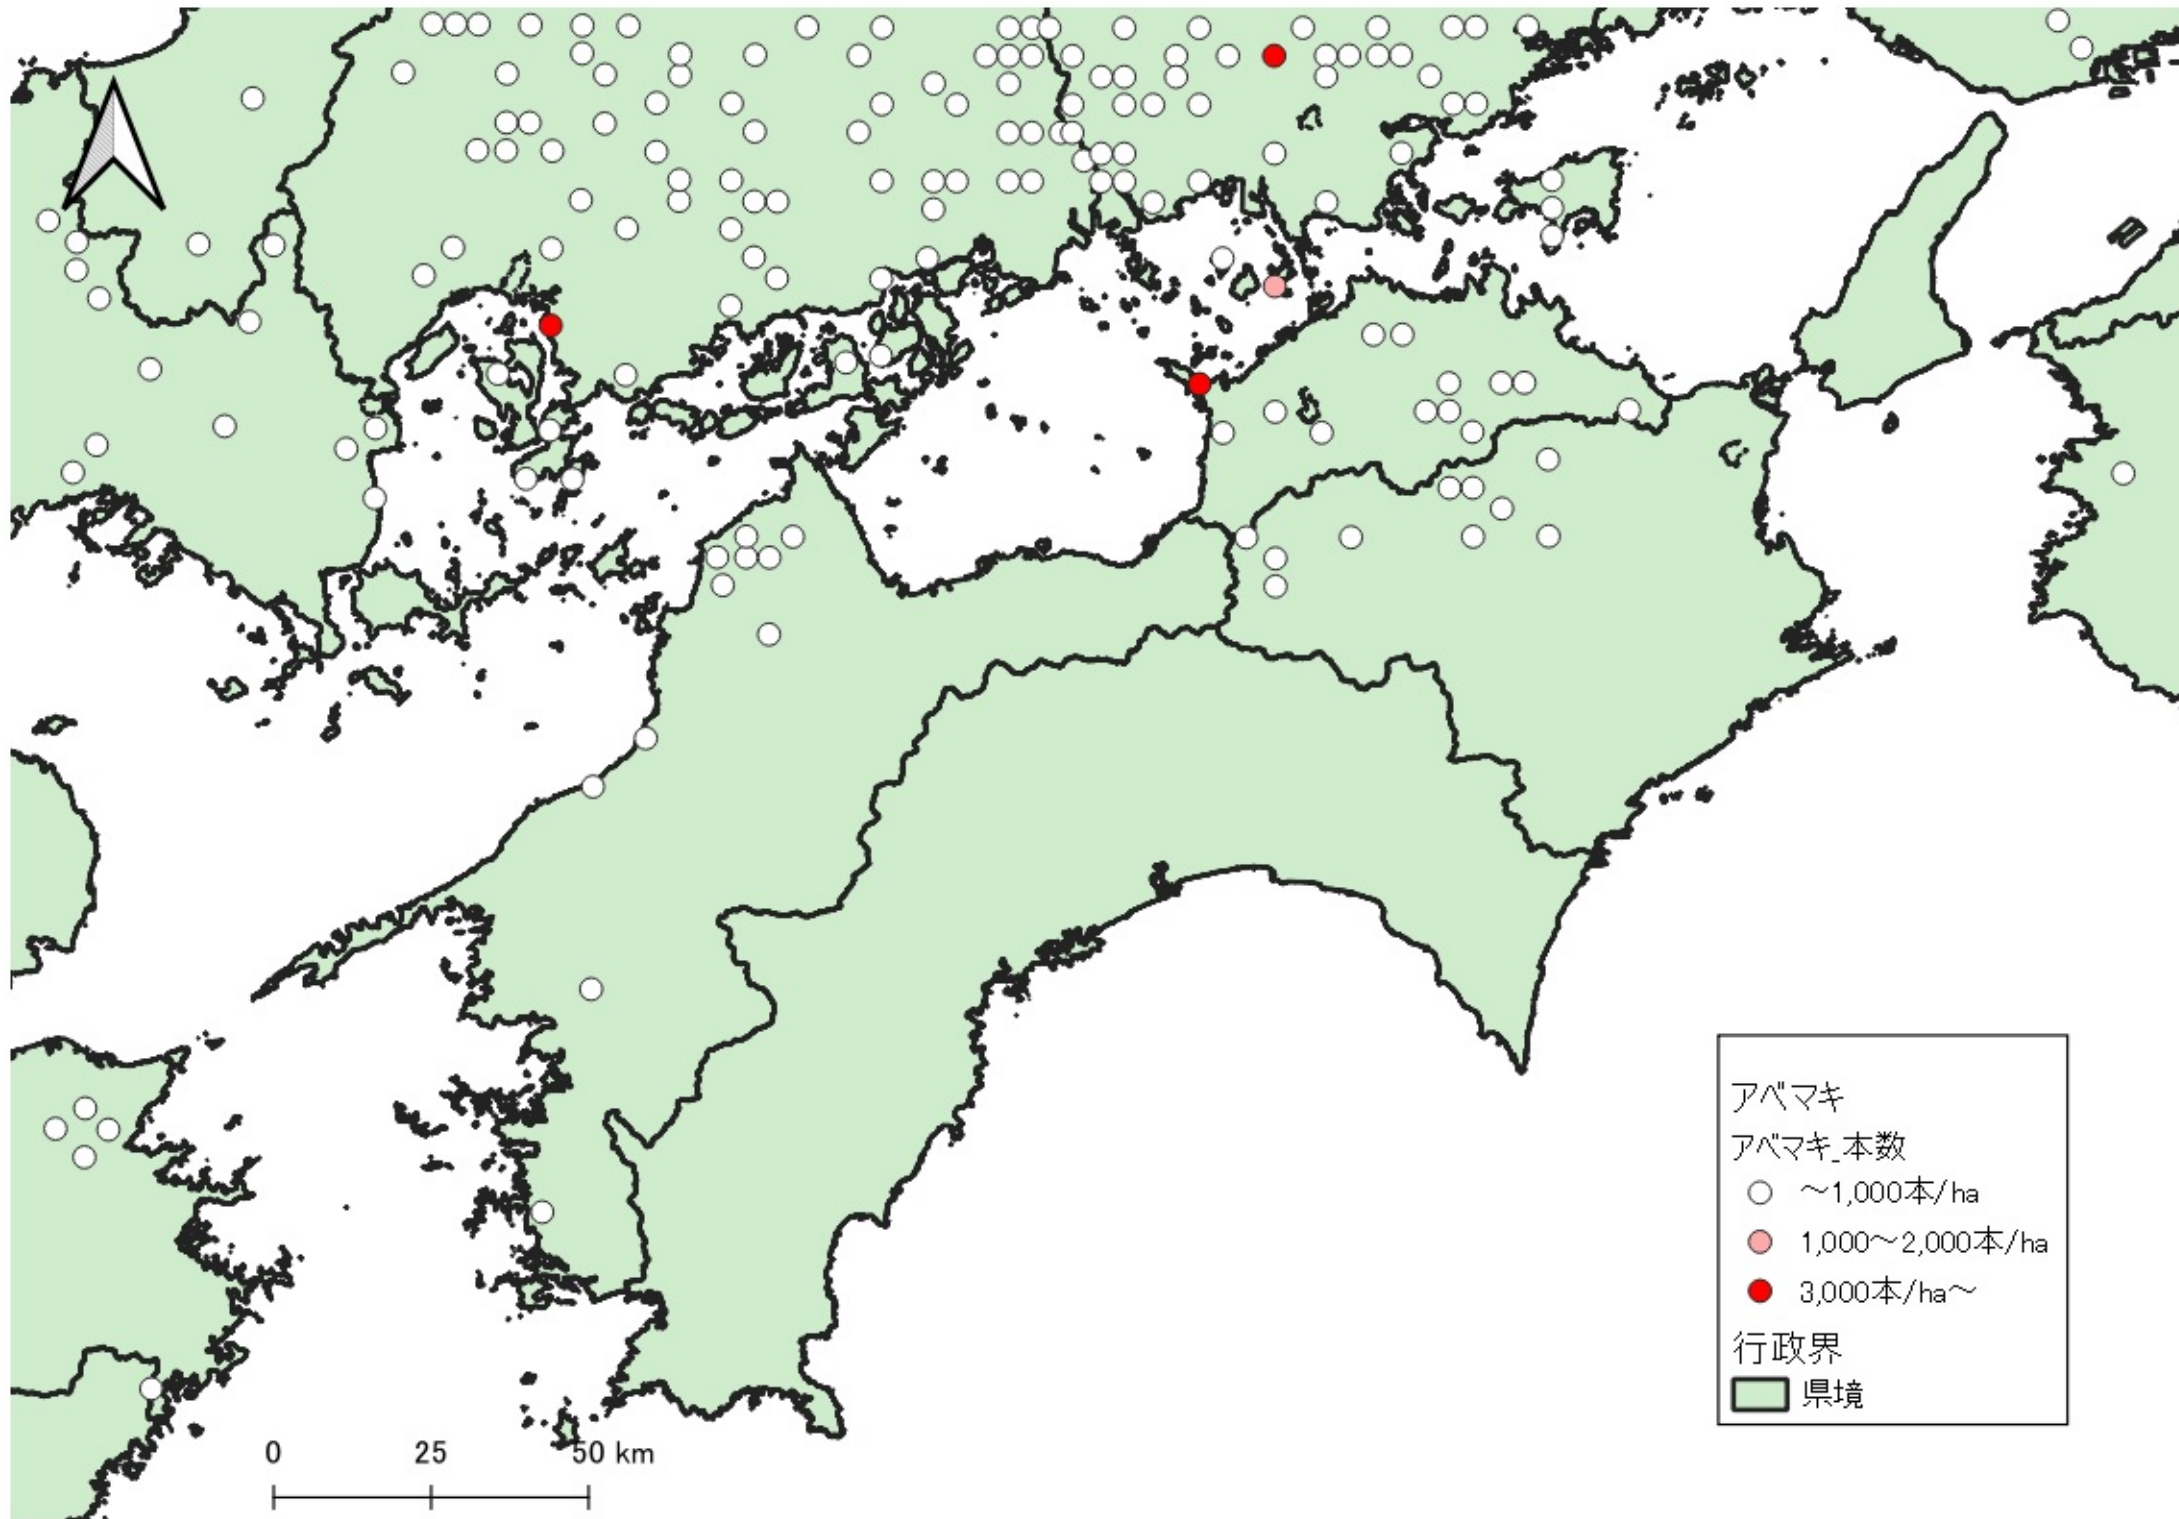 アベマキ
アベマキ_本数
～1,000本/ha
1,000～2,000本/ha
3,000本/ha～
行政界
県境
0 25 50 km